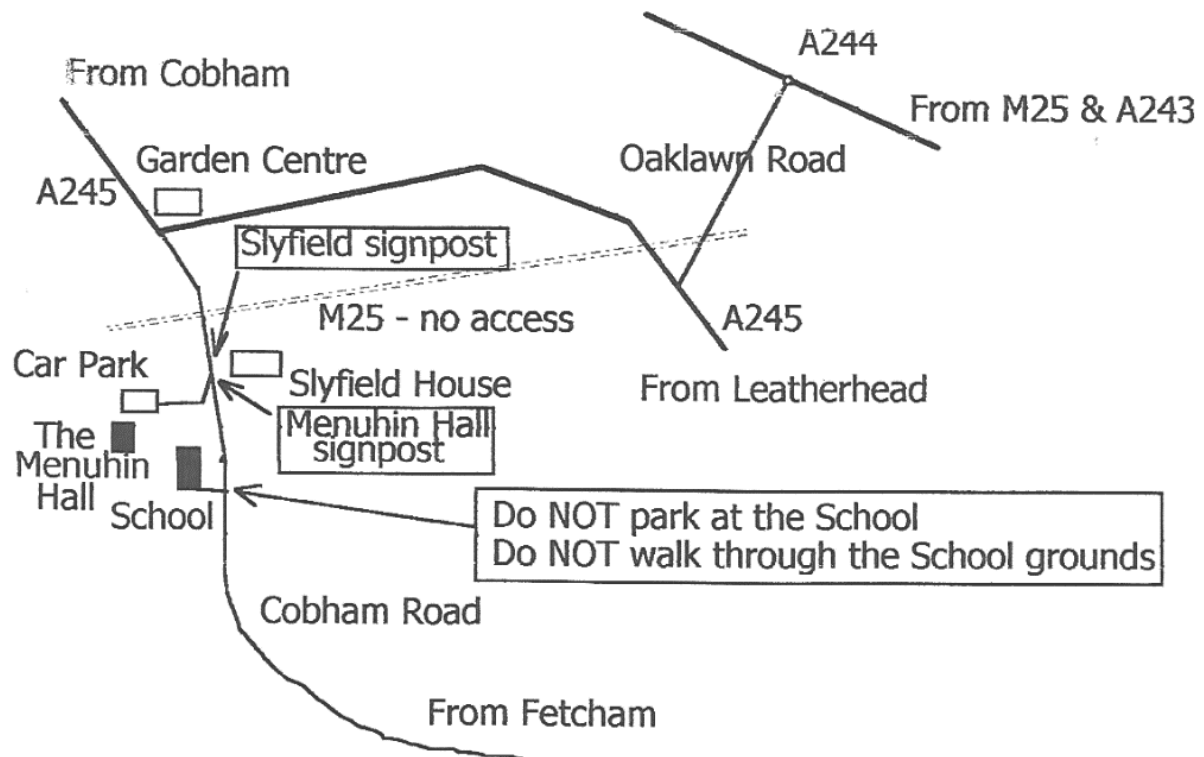 A244
From Cobham
From M25 & A243
Garden Centre
Oaklawn Road
A245
Slyfield signpost
M25 - no access
A245
Car Park
Slyfield House
From Leatherhead
Menuhin Hall
signpost
The
Menuhin
Hall
School
Do NOT park at the School
Do NOT walk through the School grounds
Cobham Road
From Fetcham